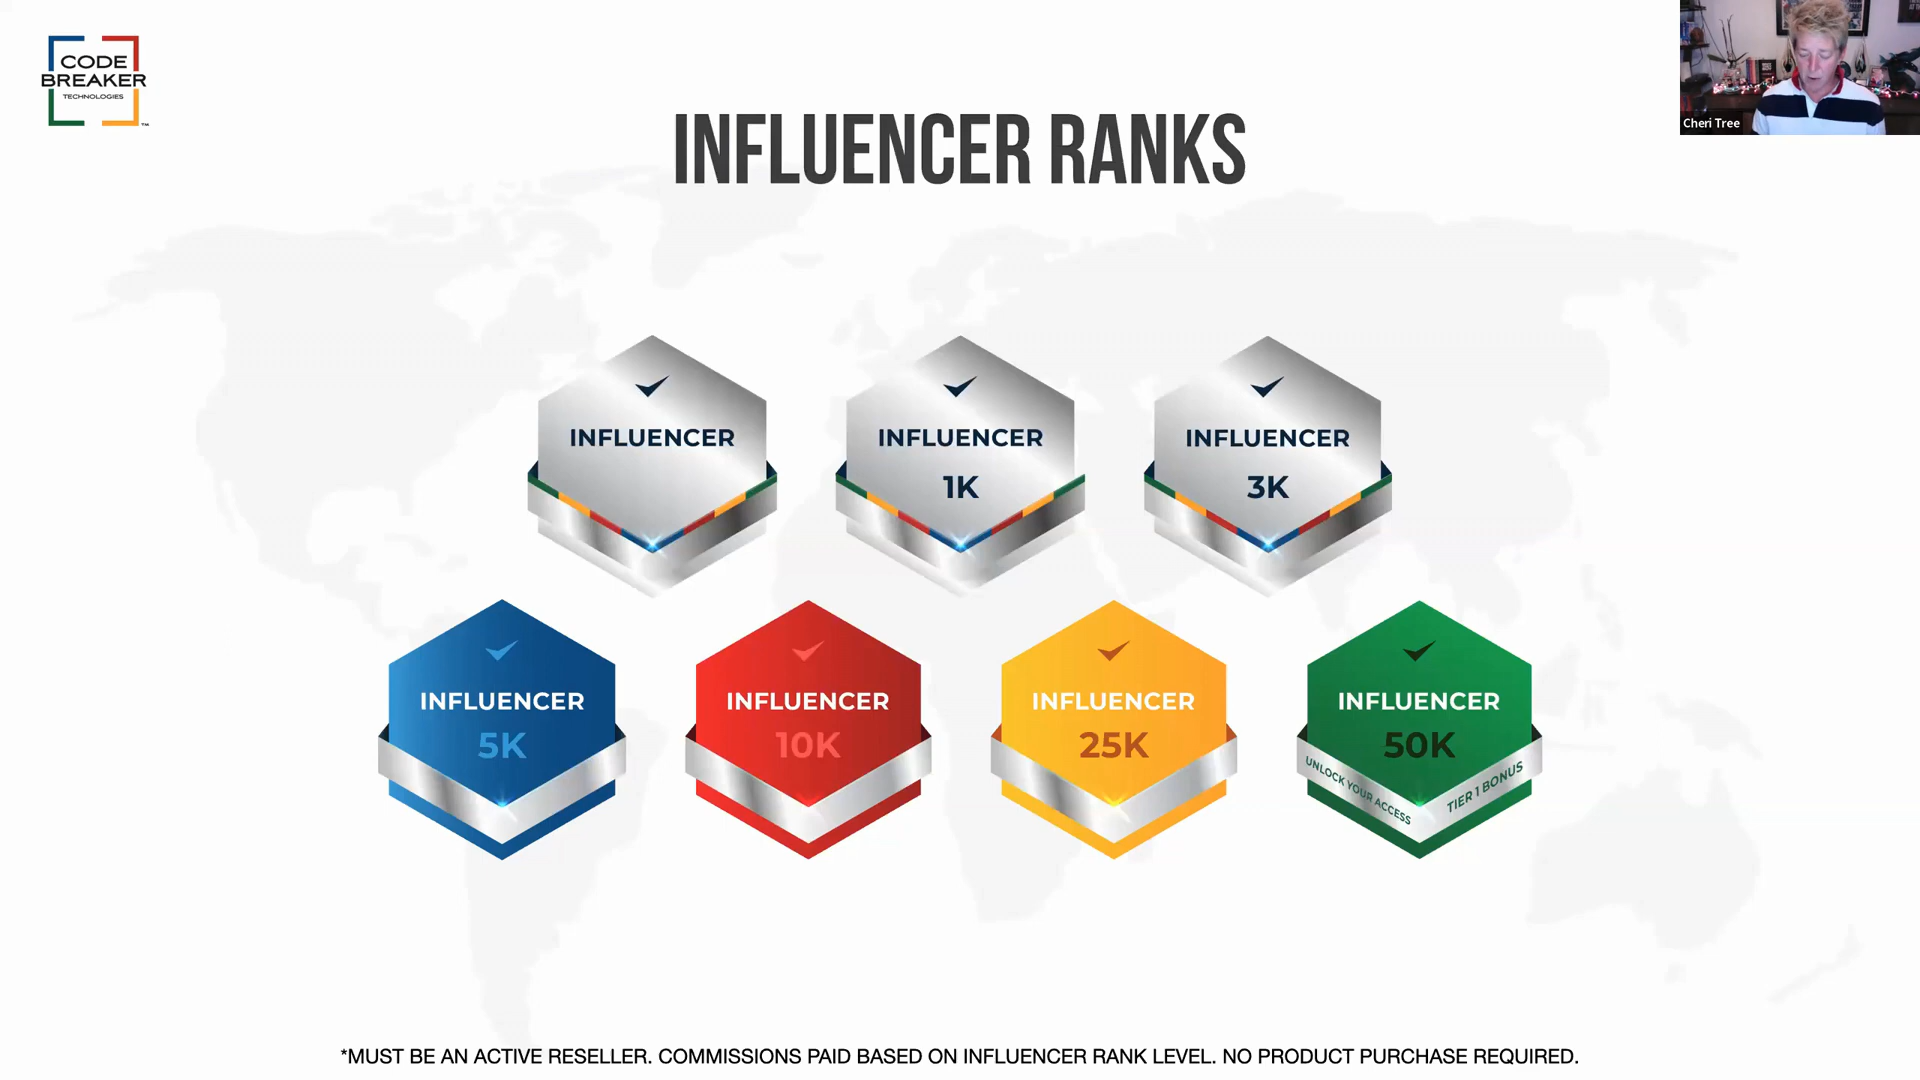 CODE
BREAKER
TECHNOLOGIES
™
Cheri Tree
INFLUENCER RANKS
INFLUENCER
INFLUENCER
1K
INFLUENCER
3K
INFLUENCER
5K
INFLUENCER
10K
INFLUENCER
25K
INFLUENCER
50K
UNLOCK YOUR ACCESS
TIER 1 BONUS
*MUST BE AN ACTIVE RESELLER. COMMISSIONS PAID BASED ON INFLUENCER RANK LEVEL. NO PRODUCT PURCHASE REQUIRED.